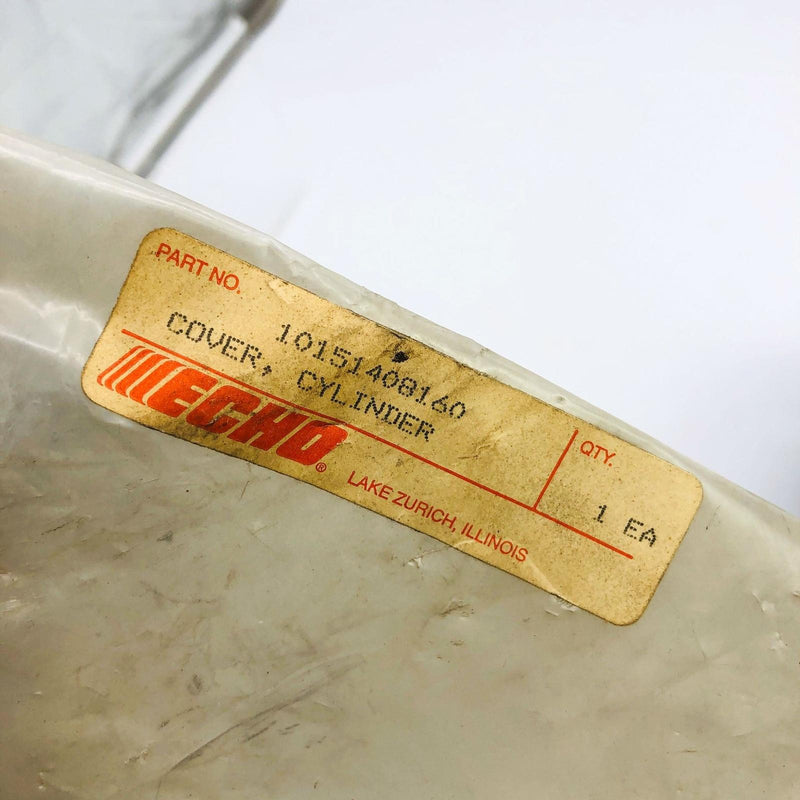 PART NO.
10151408160
COVER, CYLINDER
QTY.
1 EA
ECHO®
LAKE ZURICH, ILLINOIS